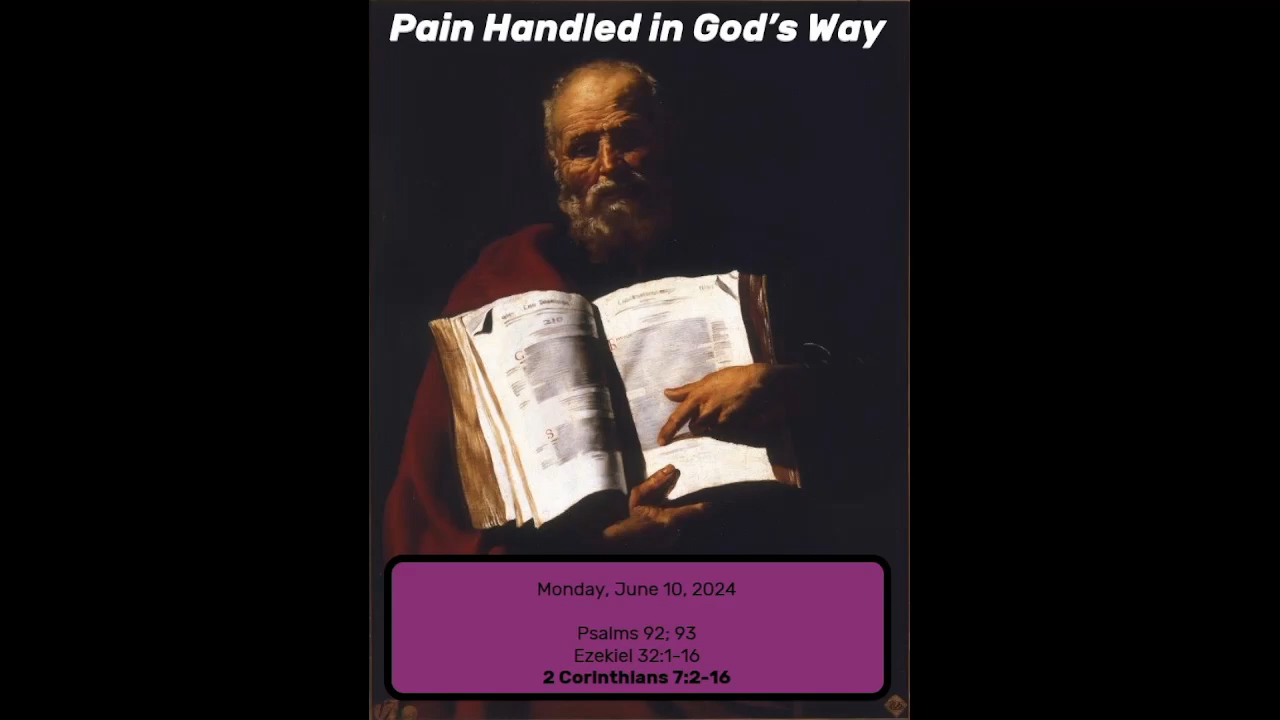 Pain Handled in God's Way
Monday, June 10, 2024
Psalms 92; 93
Ezekiel 32:1-16
2 Corinthians 7:2-16